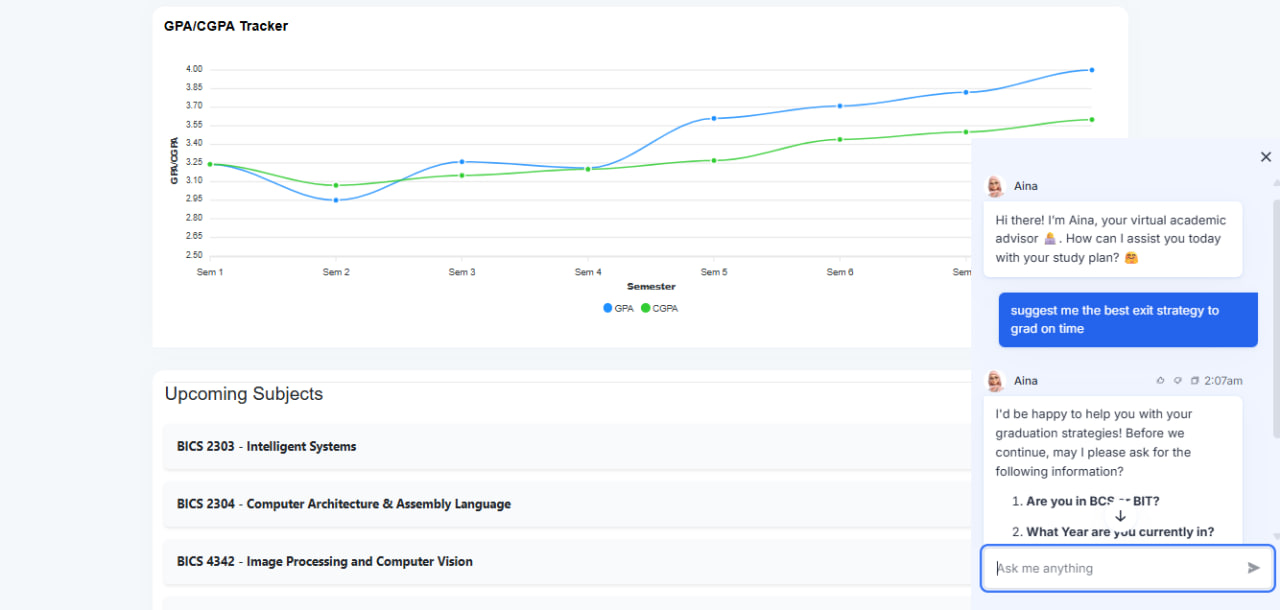 GPA/CGPA Tracker
4.00
3.85
3.70
3.55
3.40
3.25
3.10
2.95
2.80
2.65
2.50
GPA/CGPA
Sem 1 Sem 2 Sem 3 Sem 4 Sem 5 Sem 6 Sem
Semester
GPA CGPA
Upcoming Subjects
BICS 2303 - Intelligent Systems
BICS 2304 - Computer Architecture & Assembly Language
BICS 4342 - Image Processing and Computer Vision
Aina
Hi there! I'm Aina, your virtual academic
advisor 🙇🏼‍♀️. How can I assist you today
with your study plan? 🤗
suggest me the best exit strategy to
grad on time
Aina 2:07am
I'd be happy to help you with your
graduation strategies! Before we
continue, may I please ask for the
following information?
1. Are you in BCS or BIT?
2. What Year are you currently in?
Ask me anything